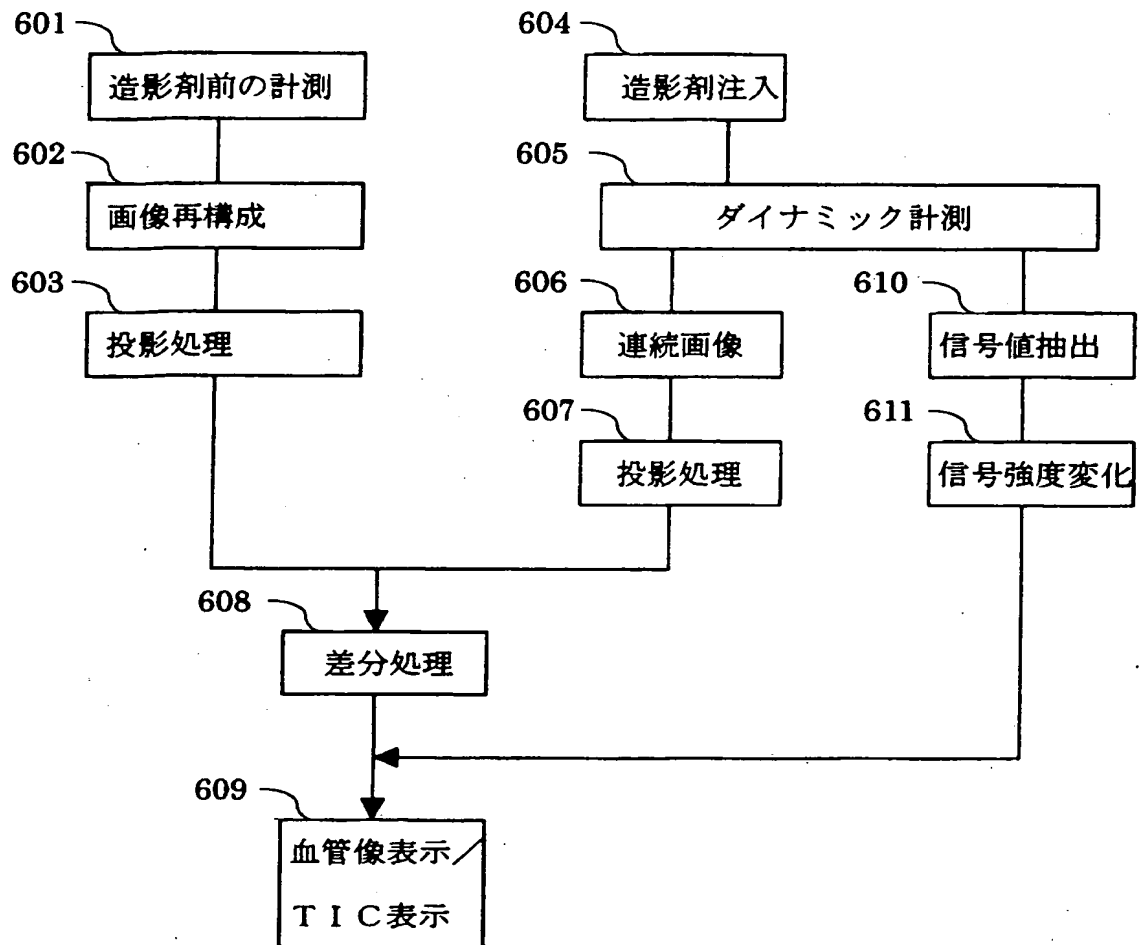 601
造影剤前の計測
602
画像再構成
603
投影処理
604
造影剤注入
605
ダイナミック計測
606
連続画像
607
投影処理
610
信号値抽出
611
信号強度変化
608
差分処理
609
血管像表示／
ＴＩＣ表示